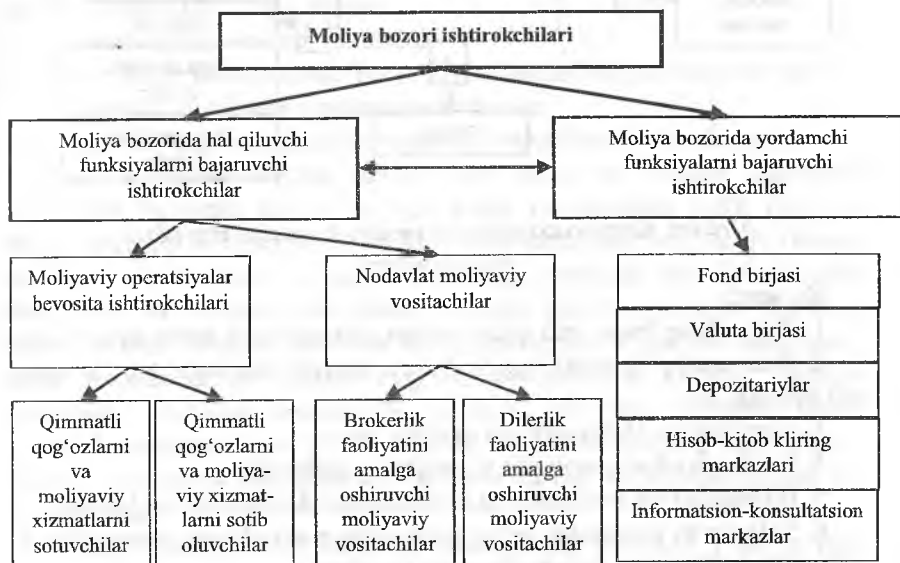 Moliya bozori ishtirokchilari
Moliya bozorida hal qiluvchi
funksiyalarni bajaruvchi
ishtirokchilar
Moliya bozorida yordamchi
funksiyalarni bajaruvchi
ishtirokchilar
Moliyaviy operatsiyalar
bevosita ishtirokchilari
Nodavlat moliyaviy
vositachilar
Fond birjasi
Valuta birjasi
Depozitariylar
Hisob-kitob kliring
markazlari
Informatsion-konsultatsion
markazlar
Qimmatli
qog‘ozlarni
va
moliyaviy
xizmatlarni
sotuvchilar
Qimmatli
qog‘ozlarni
va moliya-
viy xizmat-
larni sotib
oluvchilar
Brokerlik
faoliyatini
amalga
oshiruvchi
moliyaviy
vositachilar
Dilerlik
faoliyatini
amalga
oshiruvchi
moliyaviy
vositachilar